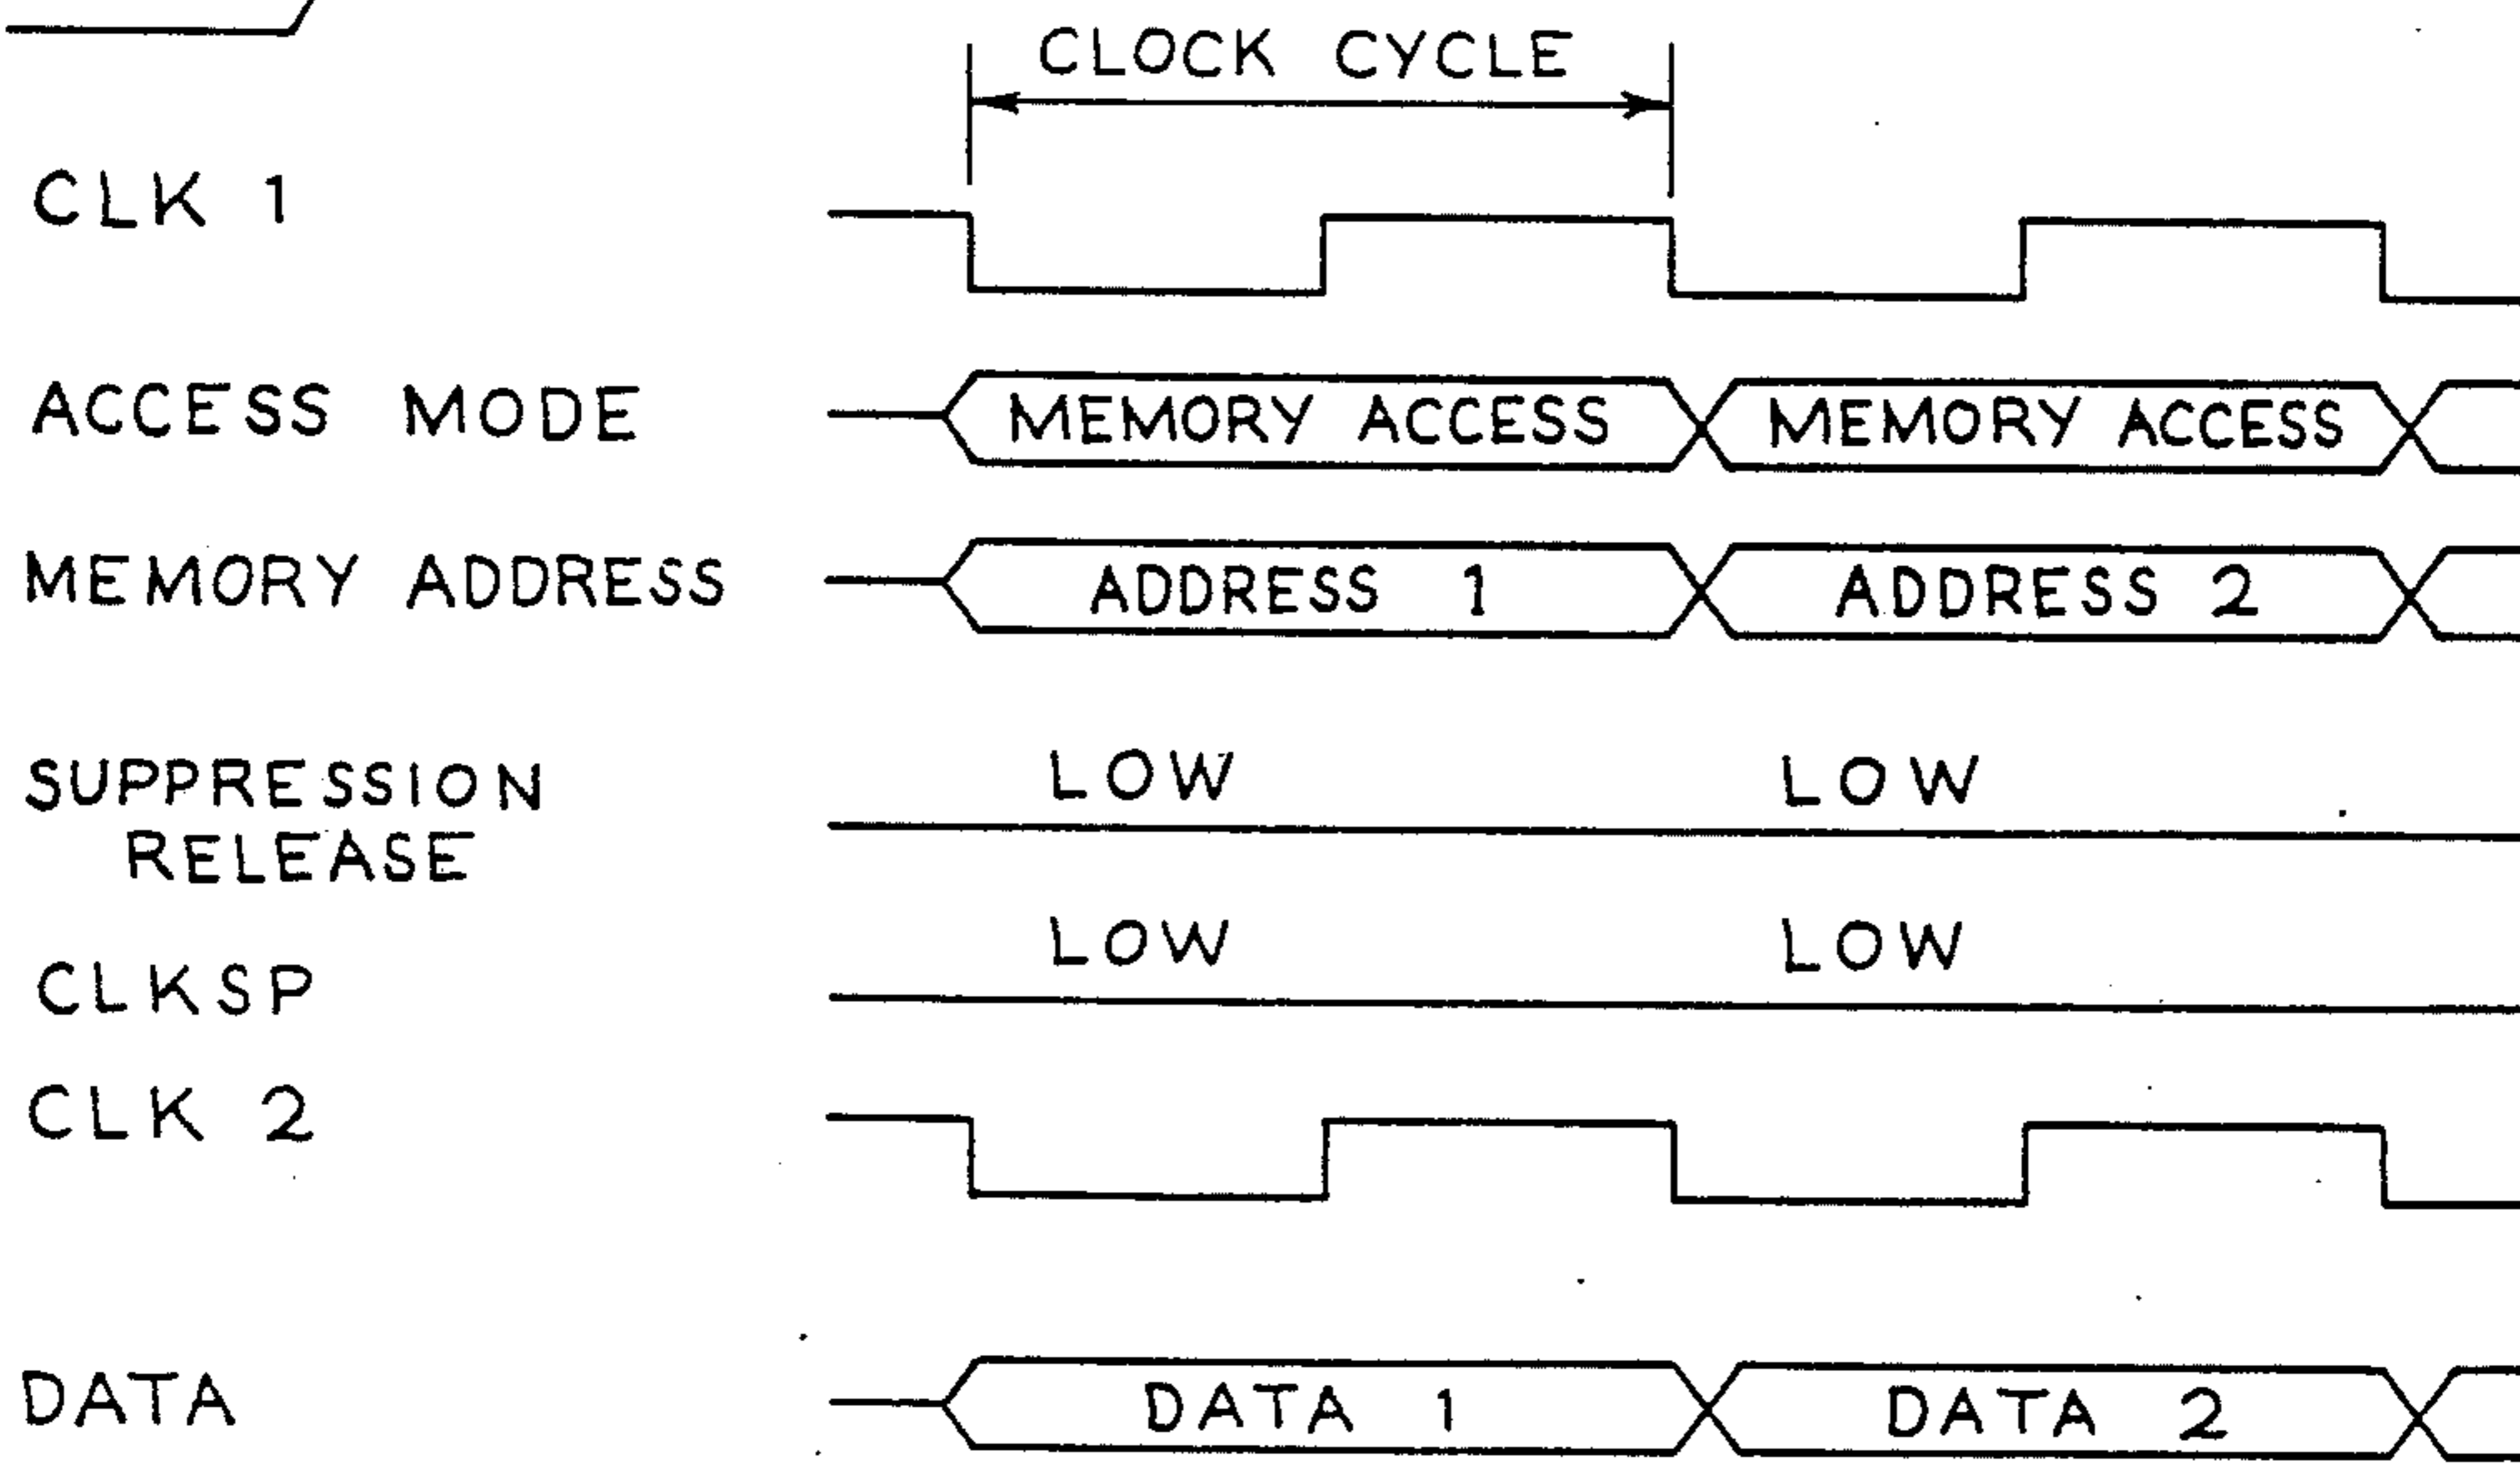 CLOCK CYCLE
CLK 1
ACCESS MODE MEMORY ACCESS MEMORY ACCESS
MEMORY ADDRESS ADDRESS 1 ADDRESS 2
SUPPRESSION LOW LOW
RELEASE
LOW LOW
CLKSP
CLK 2
DATA DATA 1 DATA 2